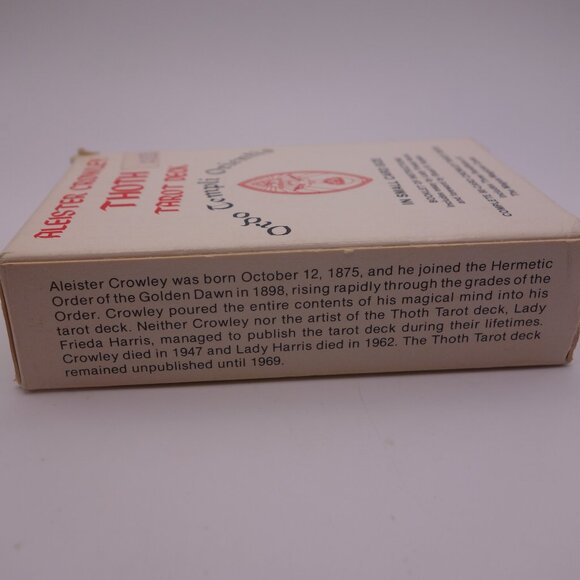 ALEISTER CROWLEY
THOTH
TAROT DECK
Ordo Templi Orientis
IN SMALL CARD SIZE
Aleister Crowley was born October 12, 1875, and he joined the Hermetic
Order of the Golden Dawn in 1898, rising rapidly through the grades of the
Order. Crowley poured the entire contents of his magical mind into his
tarot deck. Neither Crowley nor the artist of the Thoth Tarot deck, Lady
Frieda Harris, managed to publish the tarot deck during their lifetimes.
Crowley died in 1947 and Lady Harris died in 1962. The Thoth Tarot deck
remained unpublished until 1969.